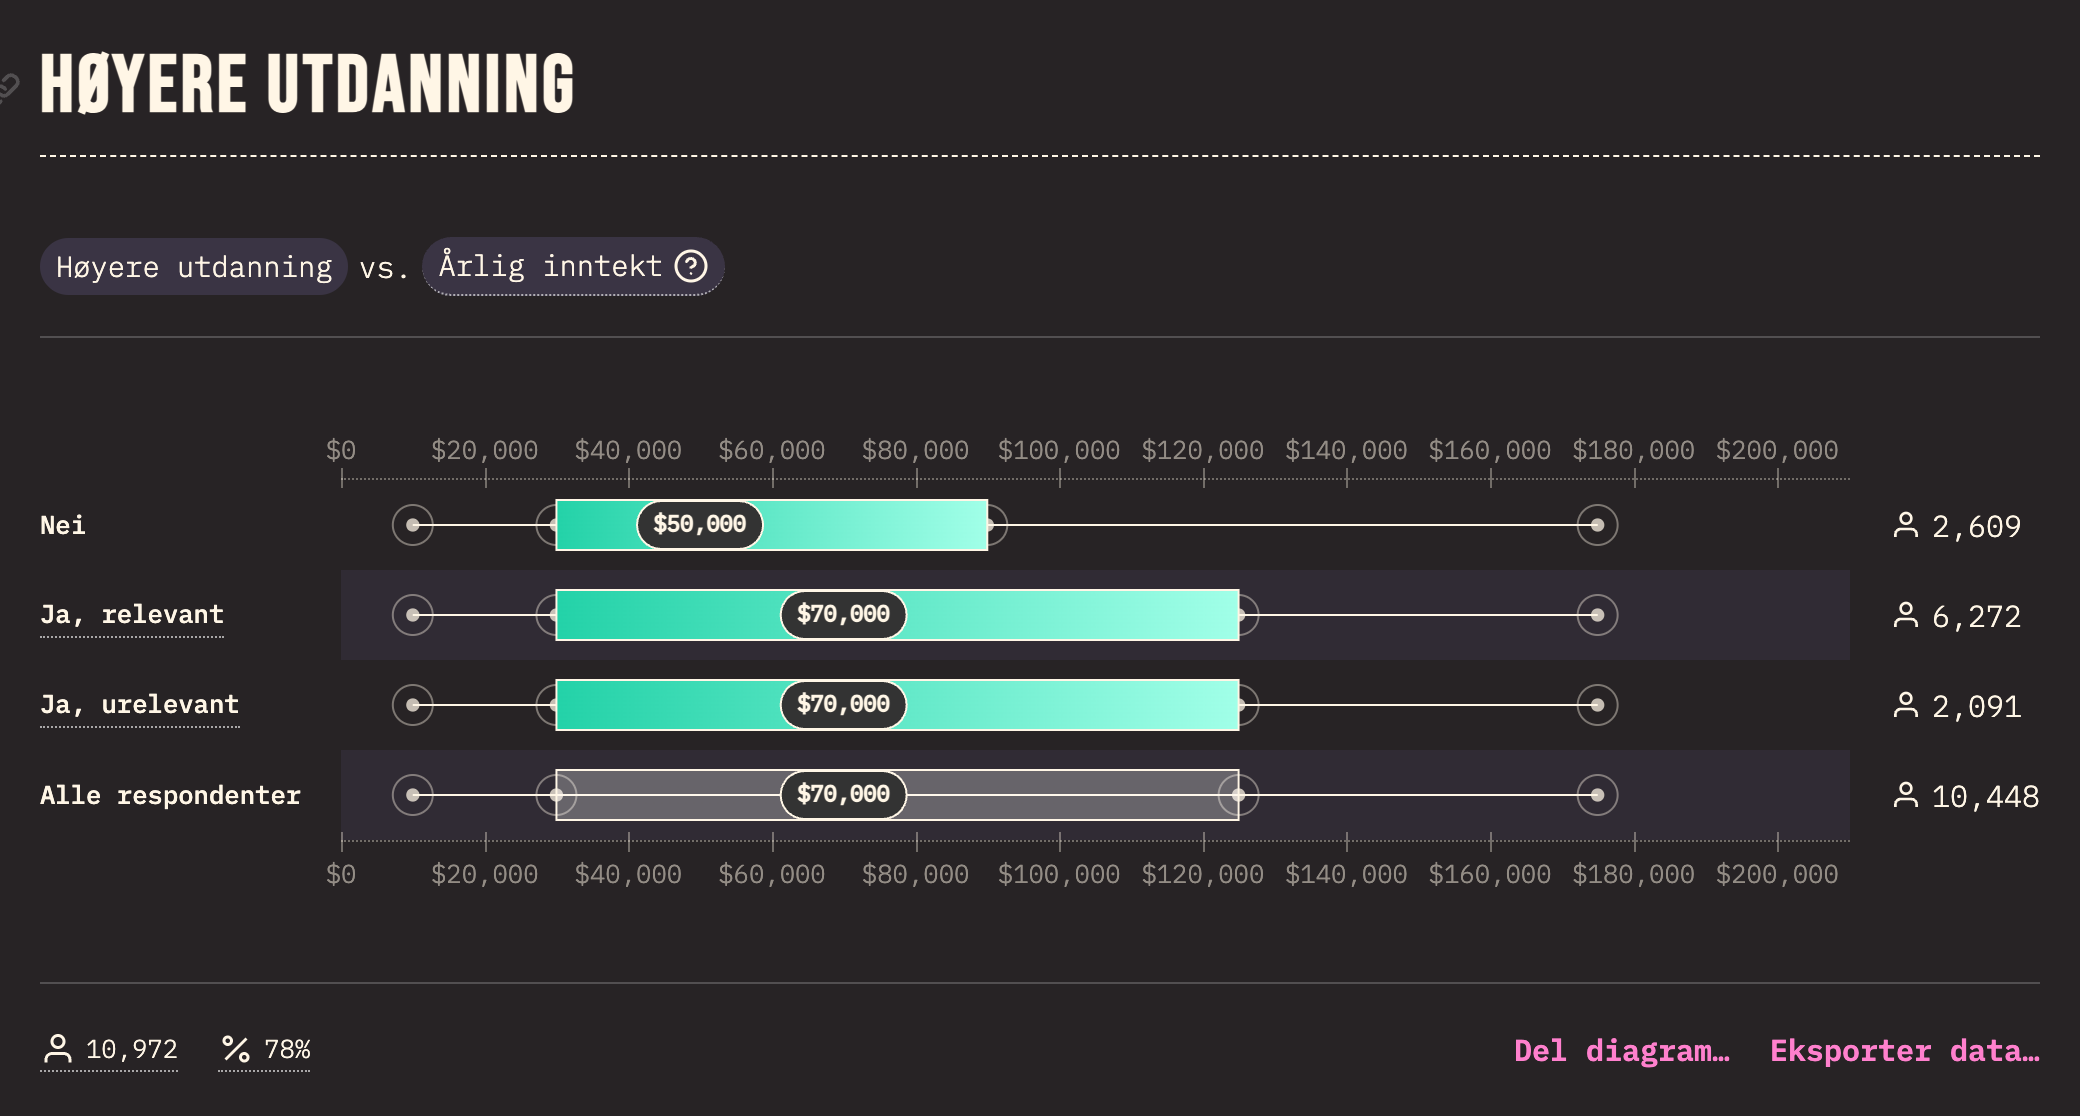 HØYERE UTDANNING
Høyere utdanning vs. Årlig inntekt
$0 $20,000 $40,000 $60,000 $80,000 $100,000 $120,000 $140,000 $160,000 $180,000 $200,000
Nei $50,000 2,609
Ja, relevant $70,000 6,272
Ja, urelevant $70,000 2,091
Alle respondenter $70,000 10,448
$0 $20,000 $40,000 $60,000 $80,000 $100,000 $120,000 $140,000 $160,000 $180,000 $200,000
10,972 78% Del diagram… Eksporter data…